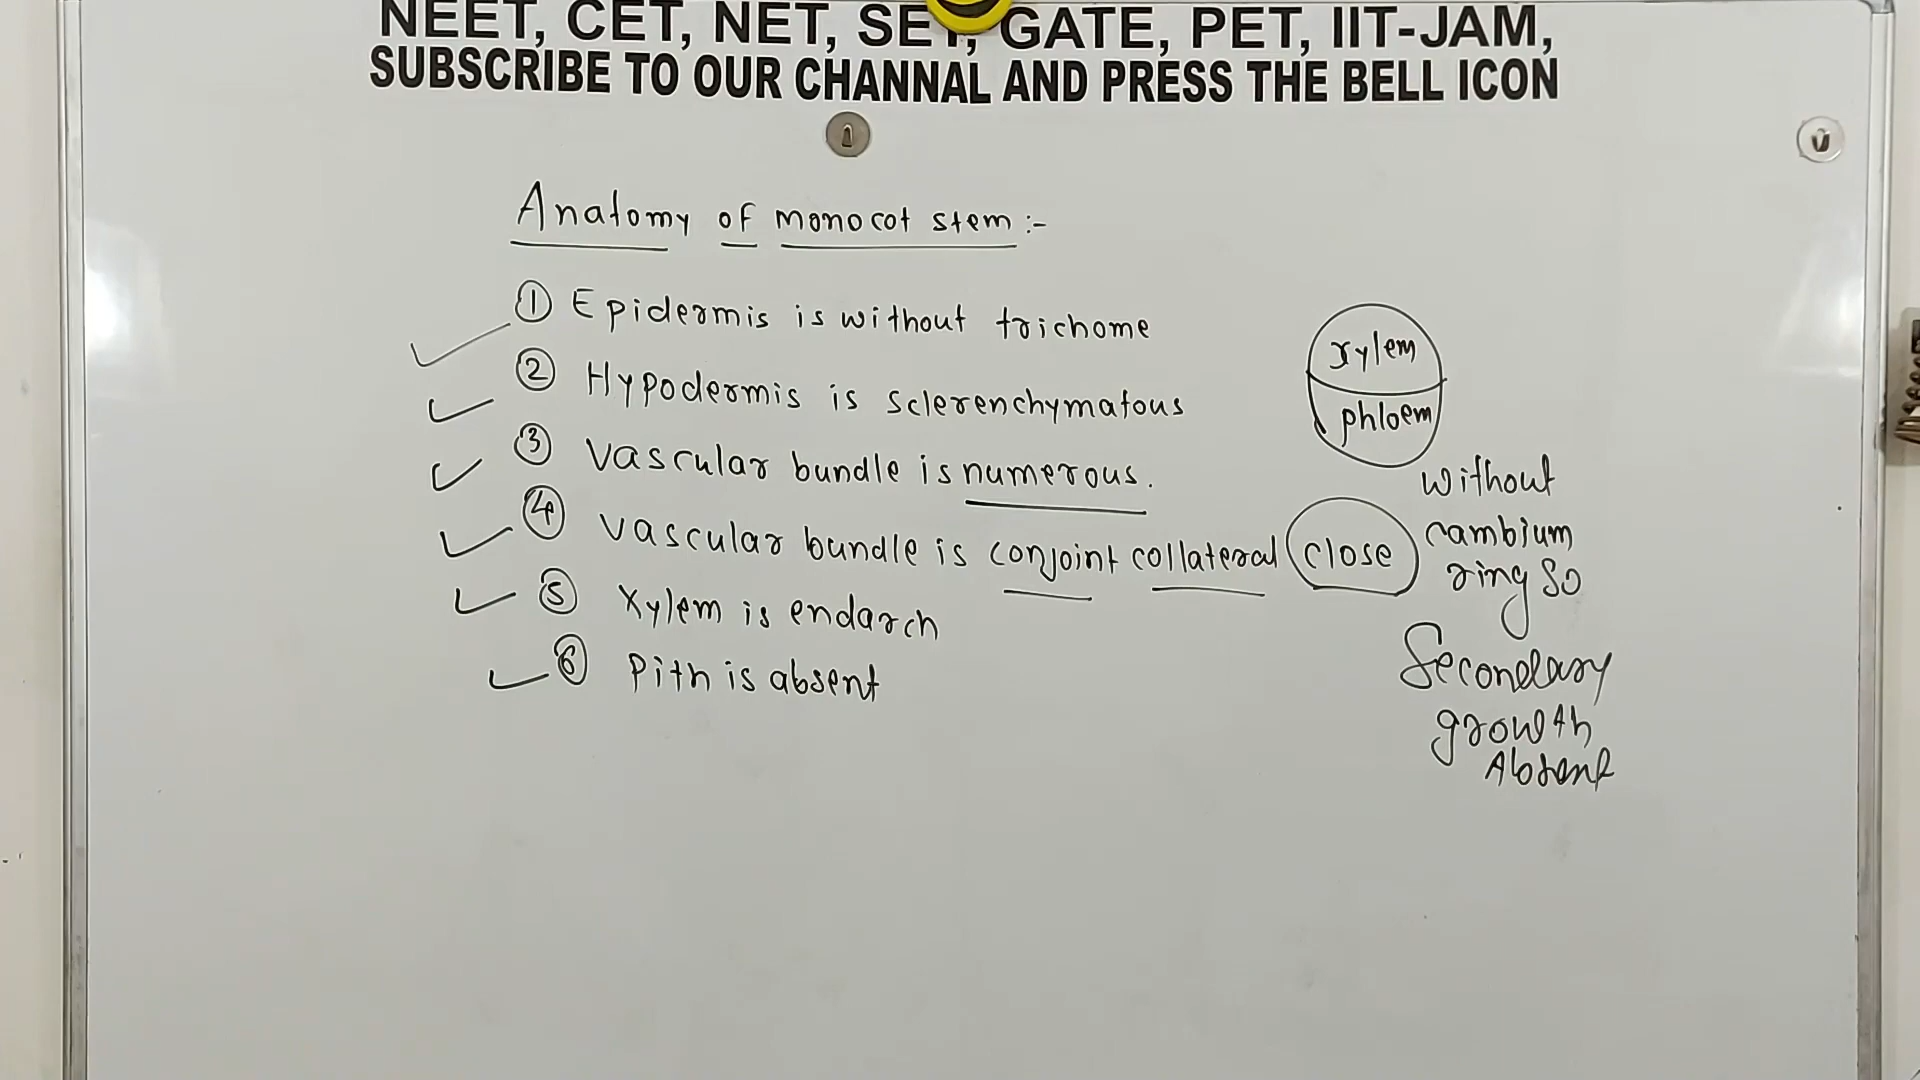 NEET, CET, NET, SET, GATE, PET, IIT-JAM,
SUBSCRIBE TO OUR CHANNAL AND PRESS THE BELL ICON
Anatomy of monocot stem :-
① Epidermis is without trichome
② Hypodermis is sclerenchymatous
③ Vascular bundle is numerous.
④ Vascular bundle is conjoint collateral close
⑤ Xylem is endarch
⑥ Pith is absent
xylem
phloem
without
cambium
ring so
Secondary
growth
Absent